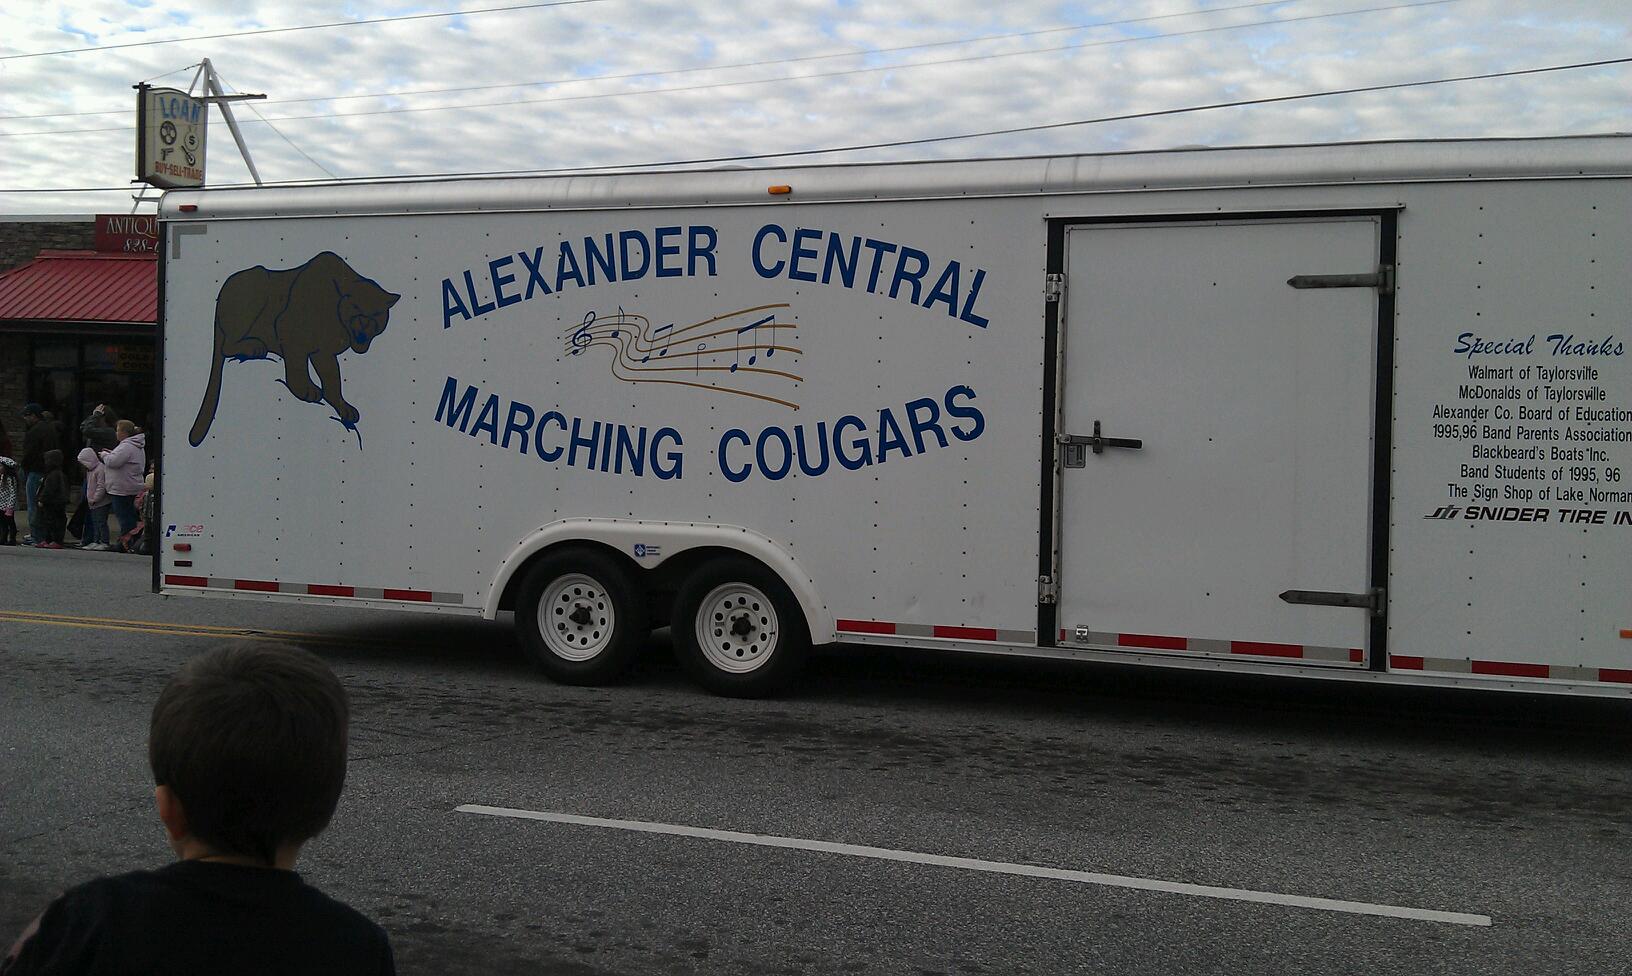 LOAN
$
BUY-SELL-TRADE
ANTIQU
828-
ALEXANDER CENTRAL
MARCHING COUGARS
Special Thanks
Walmart of Taylorsville
McDonalds of Taylorsville
Alexander Co. Board of Education
1995,96 Band Parents Association
Blackbeard's Boats Inc.
Band Students of 1995, 96
The Sign Shop of Lake Norman
SNIDER TIRE IN